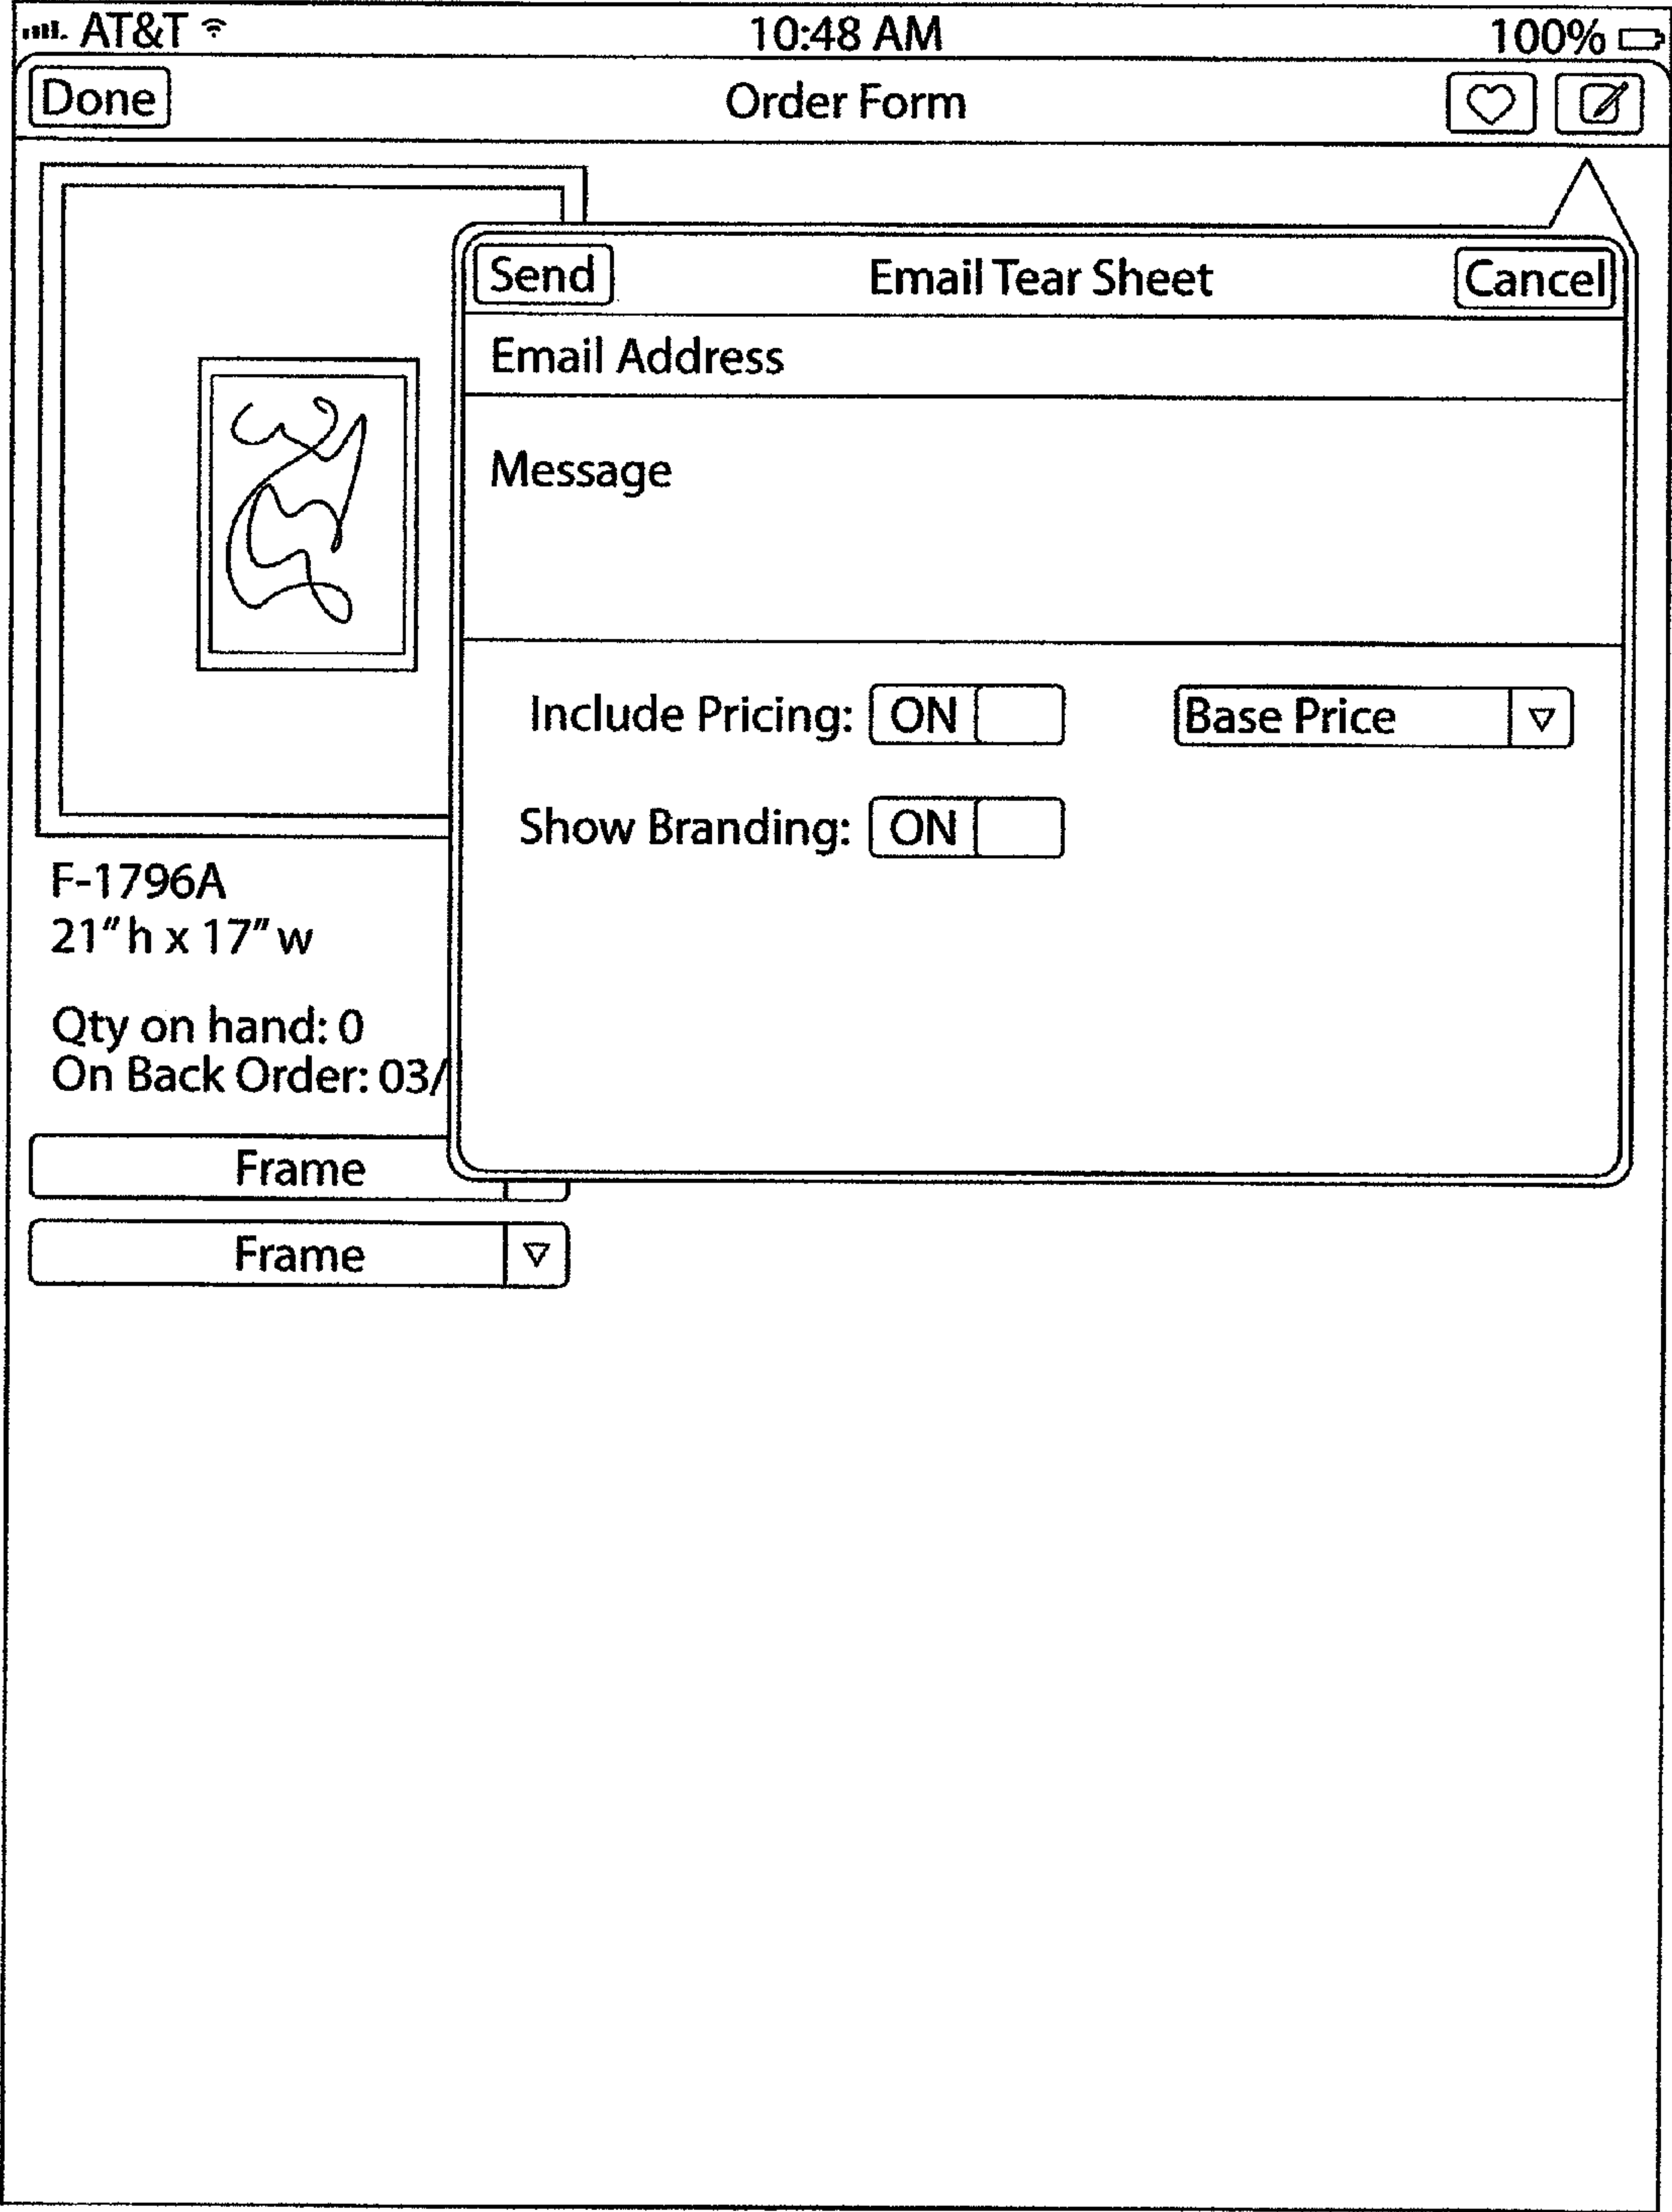 AT&T 10:48 AM 100%
Done Order Form
Send Email Tear Sheet Cancel
Email Address
Message
Include Pricing: ON Base Price
Show Branding: ON
F-1796A
21"h x 17"w
Qty on hand: 0
On Back Order: 03/
Frame
Frame